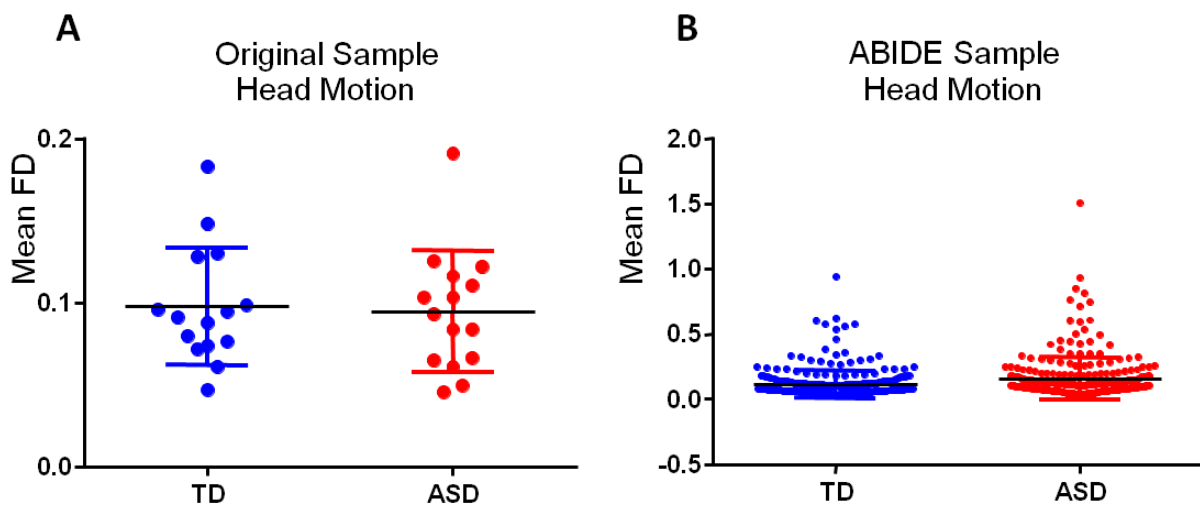 A
Original Sample
Head Motion
Mean FD
0.2
0.1
0.0
TD
ASD
B
ABIDE Sample
Head Motion
Mean FD
2.0
1.5
1.0
0.5
0.0
-0.5
TD
ASD